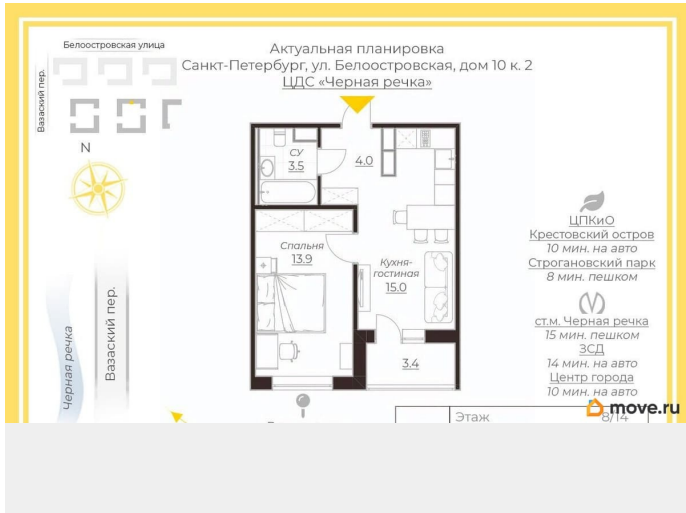 Актуальная планировка
Санкт-Петербург, ул. Белоостровская, дом 10 к. 2
ЦДС «Черная речка»
Белоостровская улица
Вазаский пер.
N
Вазаский пер.
Черная речка
СУ
3.5
4.0
Спальня
13.9
Кухня-
гостиная
15.0
3.4
ЦПКиО
Крестовский остров
10 мин. на авто
Строгановский парк
8 мин. пешком
ст.м. Черная речка
15 мин. пешком
ЗСД
14 мин. на авто
Центр города
10 мин. на авто
move.ru
Этаж 8/14